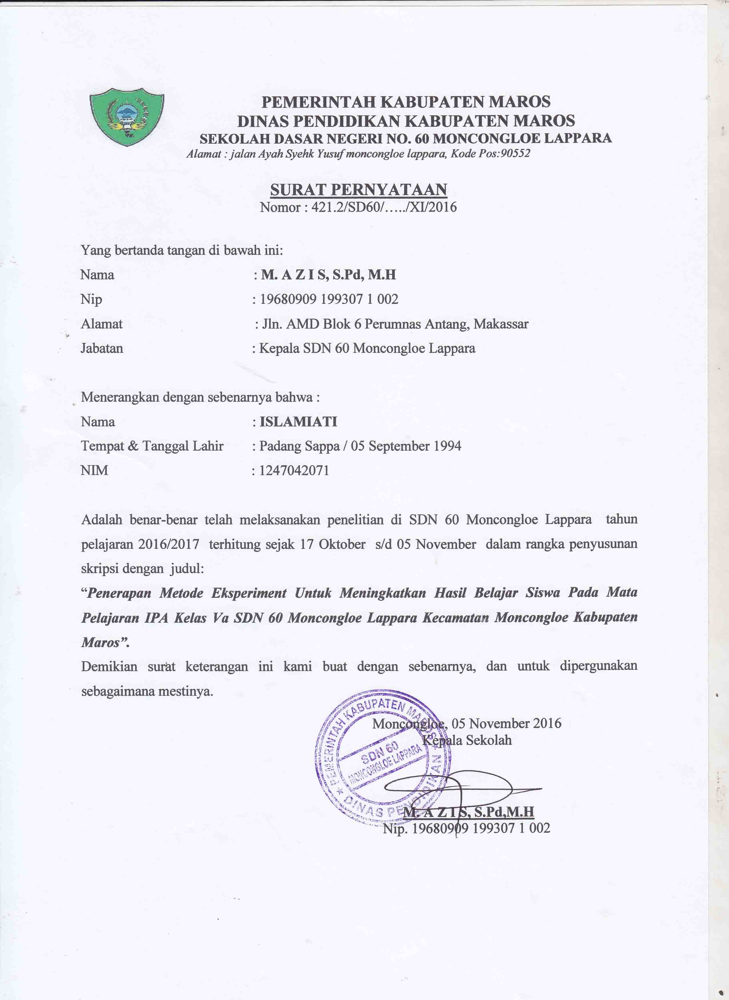 PEMERINTAH KABUPATEN MAROS
DINAS PENDIDIKAN KABUPATEN MAROS
SEKOLAH DASAR NEGERI NO. 60 MONCONGLOE LAPPARA
Alamat : jalan Ayah Syehk Yusuf moncongloe lappara, Kode Pos:90552
SURAT PERNYATAAN
Nomor : 421.2/SD60/...../XI/2016
Yang bertanda tangan di bawah ini:
Nama : M. A Z I S, S.Pd, M.H
Nip : 19680909 199307 1 002
Alamat : Jln. AMD Blok 6 Perumnas Antang, Makassar
Jabatan : Kepala SDN 60 Moncongloe Lappara
Menerangkan dengan sebenarnya bahwa :
Nama : ISLAMIATI
Tempat & Tanggal Lahir : Padang Sappa / 05 September 1994
NIM : 1247042071
Adalah benar-benar telah melaksanakan penelitian di SDN 60 Moncongloe Lappara tahun
pelajaran 2016/2017 terhitung sejak 17 Oktober s/d 05 November dalam rangka penyusunan
skripsi dengan judul:
“Penerapan Metode Eksperiment Untuk Meningkatkan Hasil Belajar Siswa Pada Mata
Pelajaran IPA Kelas Va SDN 60 Moncongloe Lappara Kecamatan Moncongloe Kabupaten
Maros”.
Demikian surat keterangan ini kami buat dengan sebenarnya, dan untuk dipergunakan
sebagaimana mestinya.
Moncongloe, 05 November 2016
Kepala Sekolah
PEMERINTAH KABUPATEN MAROS
SDN 60
MONCONGLOE LAPPARA
DINAS PENDIDIKAN
M. A Z I S, S.Pd,M.H
Nip. 19680909 199307 1 002